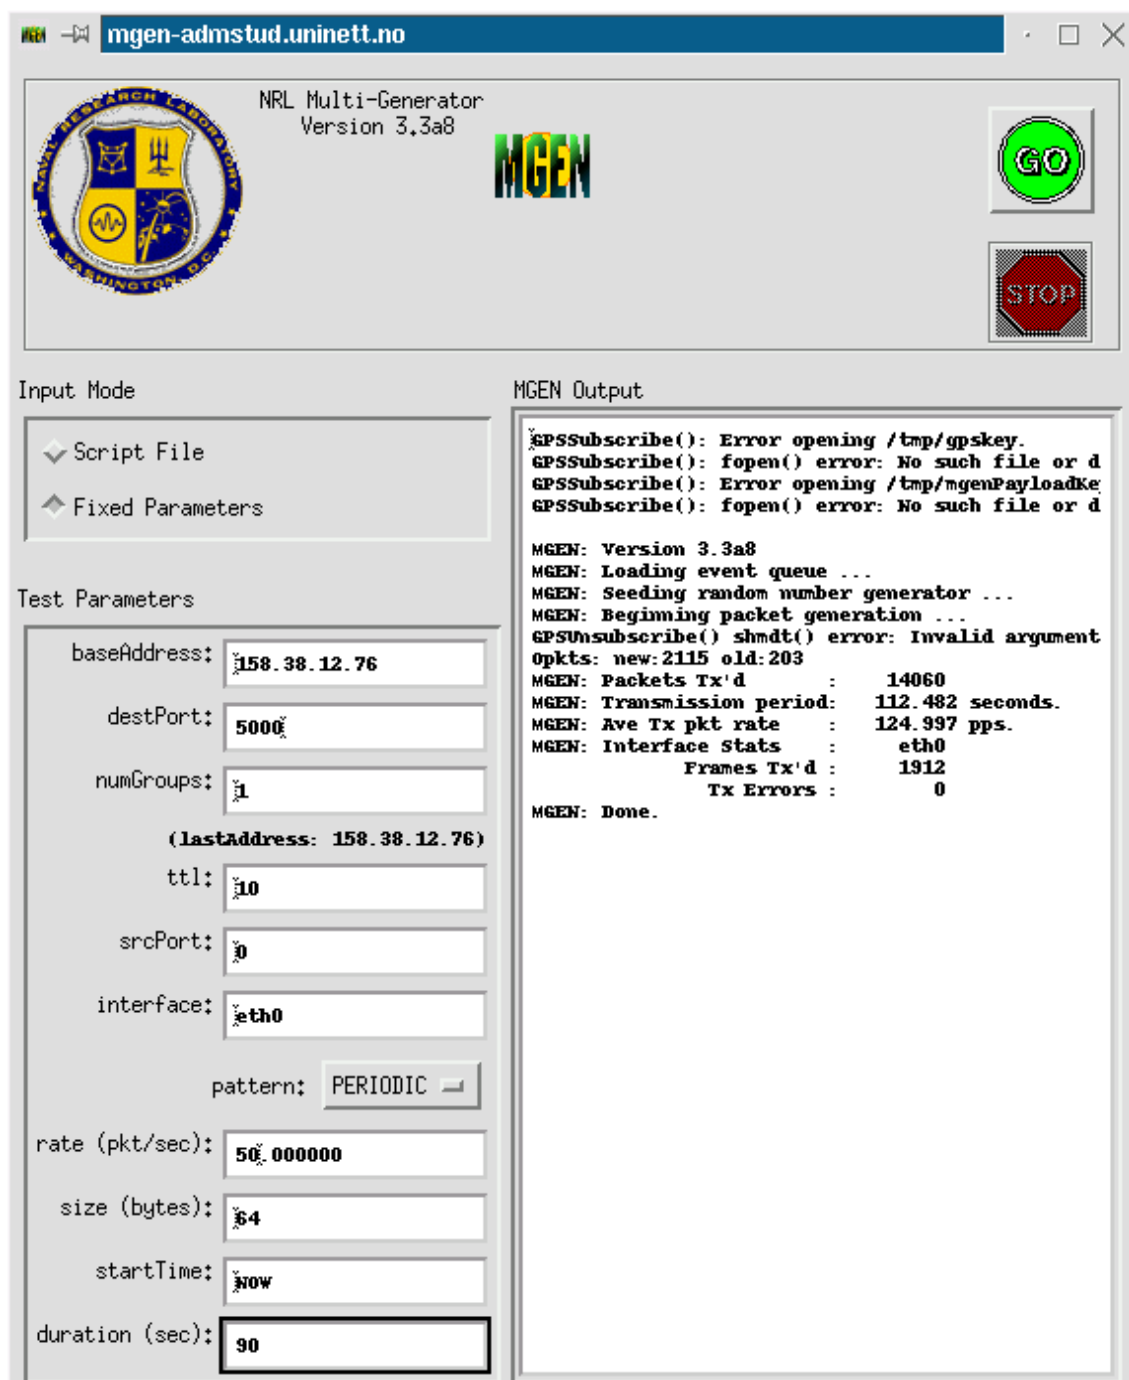 MGEN
mgen-admstud.uninett.no
NAVAL RESEARCH LABORATORY
WASHINGTON, D.C.
NRL Multi-Generator
Version 3.3a8
MGEN
GO
STOP
Input Mode
Script File
Fixed Parameters
Test Parameters
baseAddress: 158.38.12.76
destPort: 5000
numGroups: 1
(lastAddress: 158.38.12.76)
ttl: 10
srcPort: 0
interface: eth0
pattern: PERIODIC
rate (pkt/sec): 50.000000
size (bytes): 64
startTime: NOW
duration (sec): 90
MGEN Output
GPSSubscribe(): Error opening /tmp/gpskey.
GPSSubscribe(): fopen() error: No such file or d
GPSSubscribe(): Error opening /tmp/mgenPayloadKe
GPSSubscribe(): fopen() error: No such file or d
MGEN: Version 3.3a8
MGEN: Loading event queue ...
MGEN: Seeding random number generator ...
MGEN: Beginning packet generation ...
GPSUnsubscribe() shmdt() error: Invalid argument
0pkts: new:2115 old:203
MGEN: Packets Tx'd : 14060
MGEN: Transmission period: 112.482 seconds.
MGEN: Ave Tx pkt rate : 124.997 pps.
MGEN: Interface Stats : eth0
Frames Tx'd : 1912
Tx Errors : 0
MGEN: Done.